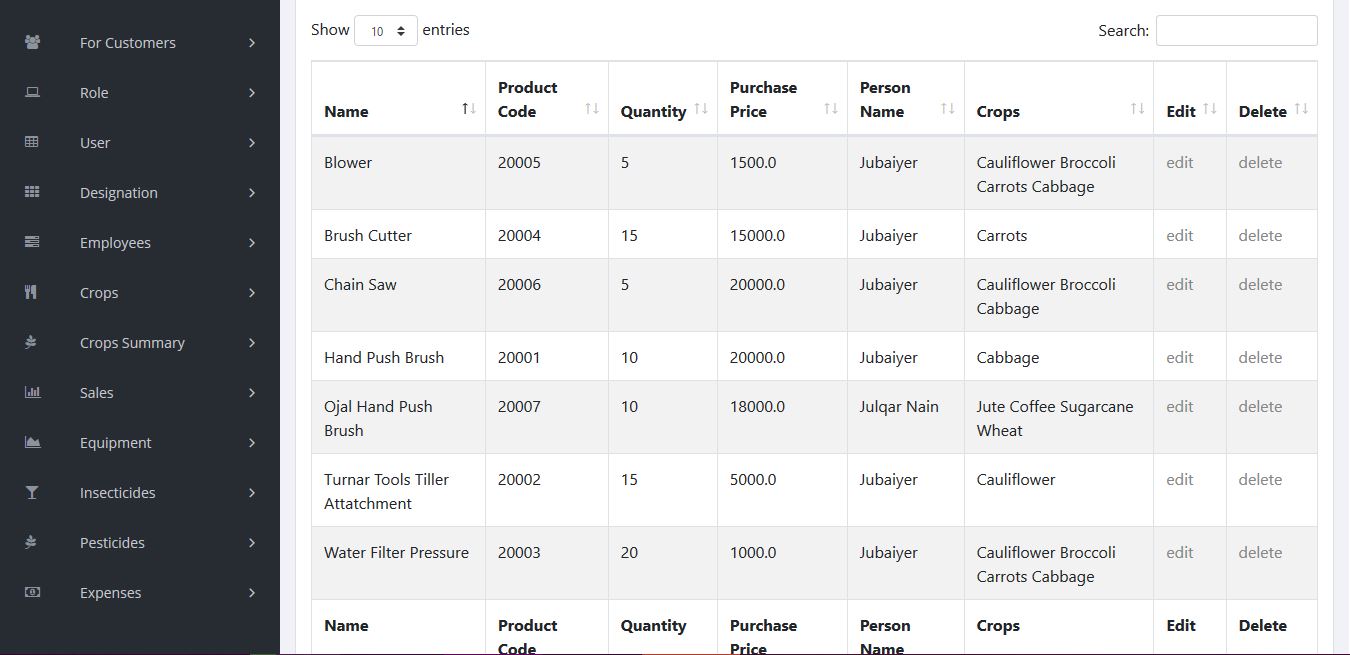 For Customers
Role
User
Designation
Employees
Crops
Crops Summary
Sales
Equipment
Insecticides
Pesticides
Expenses
Show 10 entries
Search:
Name Product Code Quantity Purchase Price Person Name Crops Edit Delete
Blower 20005 5 1500.0 Jubaiyer Cauliflower Broccoli edit delete
Carrots Cabbage
Brush Cutter 20004 15 15000.0 Jubaiyer Carrots edit delete
Chain Saw 20006 5 20000.0 Jubaiyer Cauliflower Broccoli edit delete
Cabbage
Hand Push Brush 20001 10 20000.0 Jubaiyer Cabbage edit delete
Ojal Hand Push 20007 10 18000.0 Julqar Nain Jute Coffee Sugarcane edit delete
Brush Wheat
Turnar Tools Tiller 20002 15 5000.0 Jubaiyer Cauliflower edit delete
Attatchment
Water Filter Pressure 20003 20 1000.0 Jubaiyer Cauliflower Broccoli edit delete
Carrots Cabbage
Name Product Quantity Purchase Person Crops Edit Delete
Code Price Name